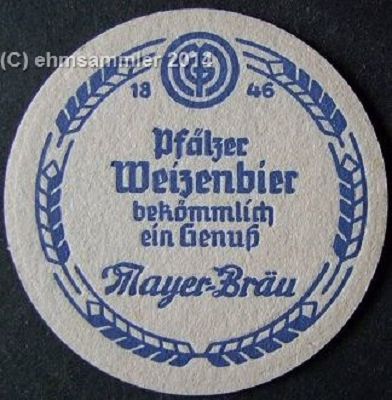 (C) ehmsammler 2014
18 46
Pfälzer
Weizenbier
bekömmlich
ein Genuß
Mayer-Bräu